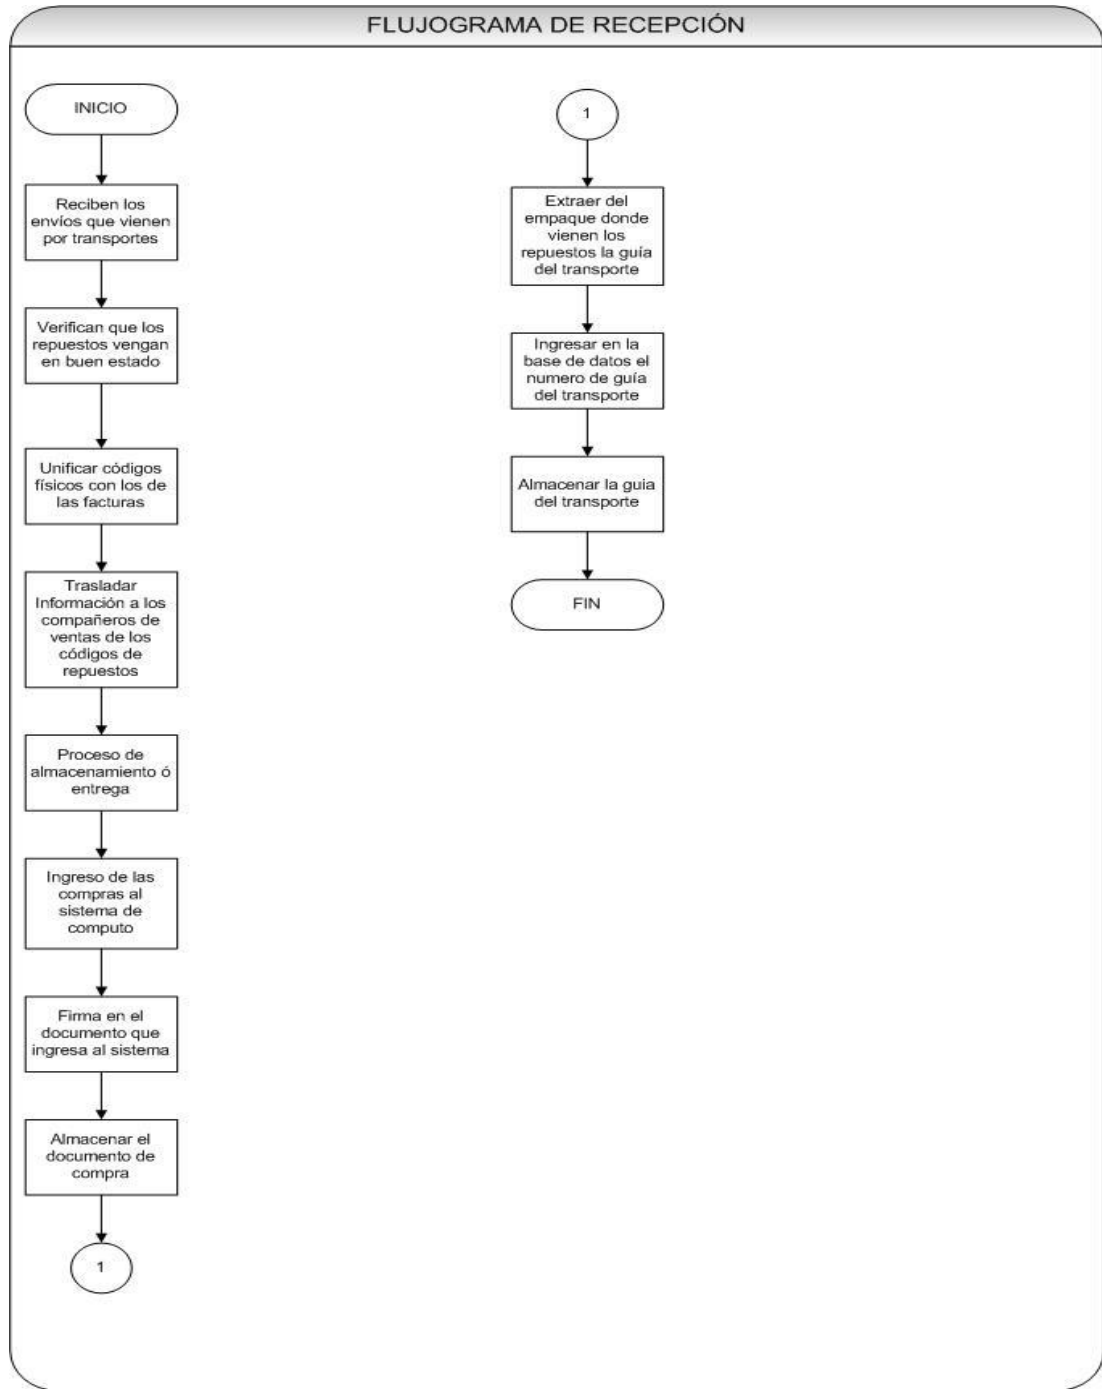 FLUJOGRAMA DE RECEPCIÓN
INICIO
Reciben los
envíos que vienen
por transportes
Verifican que los
repuestos vengan
en buen estado
Unificar códigos
físicos con los de
las facturas
Trasladar
Información a los
compañeros de
ventas de los
códigos de
repuestos
Proceso de
almacenamiento ó
entrega
Ingreso de las
compras al
sistema de
computo
Firma en el
documento que
ingresa al sistema
Almacenar el
documento de
compra
1
1
Extraer del
empaque donde
vienen los
repuestos la guía
del transporte
Ingresar en la
base de datos el
numero de guía
del transporte
Almacenar la guia
del transporte
FIN